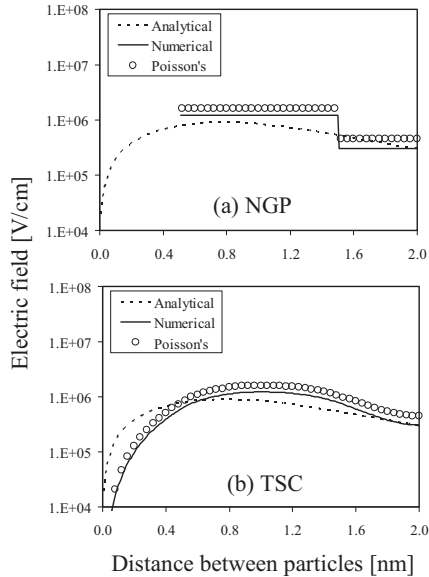 1.E+08
1.E+07
1.E+06
1.E+05
1.E+04
Analytical
Numerical
Poisson's
(a) NGP
0.0 0.4 0.8 1.2 1.6 2.0
Electric field [V/cm]
1.E+08
1.E+07
1.E+06
1.E+05
1.E+04
Analytical
Numerical
Poisson's
(b) TSC
0.0 0.4 0.8 1.2 1.6 2.0
Distance between particles [nm]